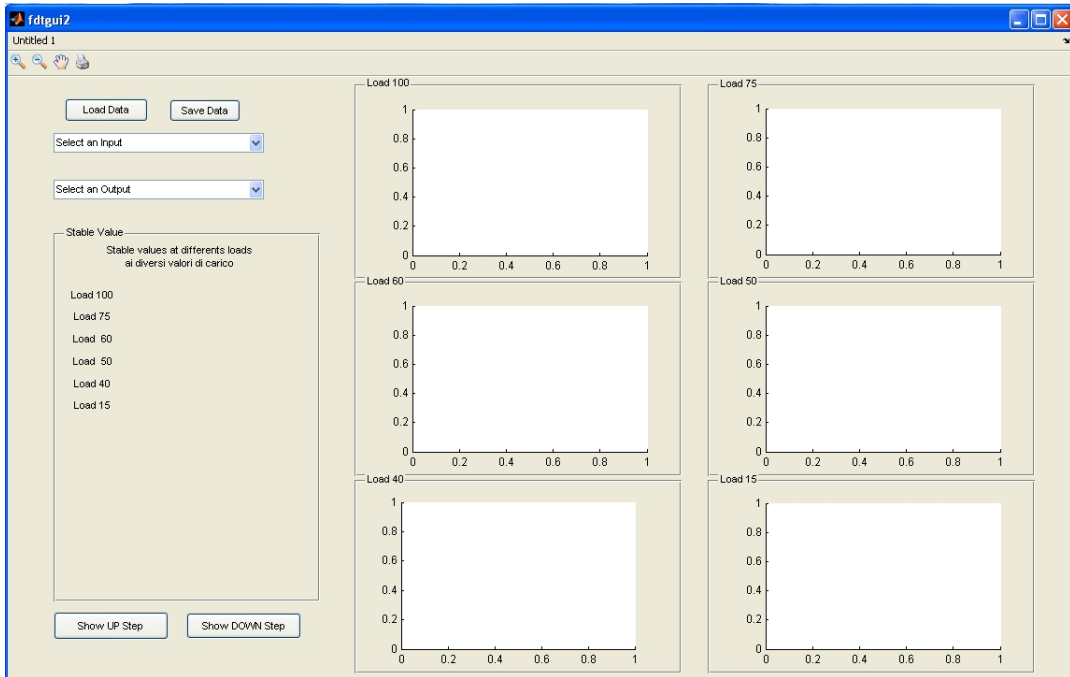 fdtgui2
Untitled 1
Load Data
Save Data
Select an Input
Select an Output
Stable Value
Stable values at differents loads
ai diversi valori di carico
Load 100
Load 75
Load 60
Load 50
Load 40
Load 15
Show UP Step
Show DOWN Step
Load 100
1
0.8
0.6
0.4
0.2
0
0 0.2 0.4 0.6 0.8 1
Load 75
1
0.8
0.6
0.4
0.2
0
0 0.2 0.4 0.6 0.8 1
Load 60
1
0.8
0.6
0.4
0.2
0
0 0.2 0.4 0.6 0.8 1
Load 50
1
0.8
0.6
0.4
0.2
0
0 0.2 0.4 0.6 0.8 1
Load 40
1
0.8
0.6
0.4
0.2
0
0 0.2 0.4 0.6 0.8 1
Load 15
1
0.8
0.6
0.4
0.2
0
0 0.2 0.4 0.6 0.8 1